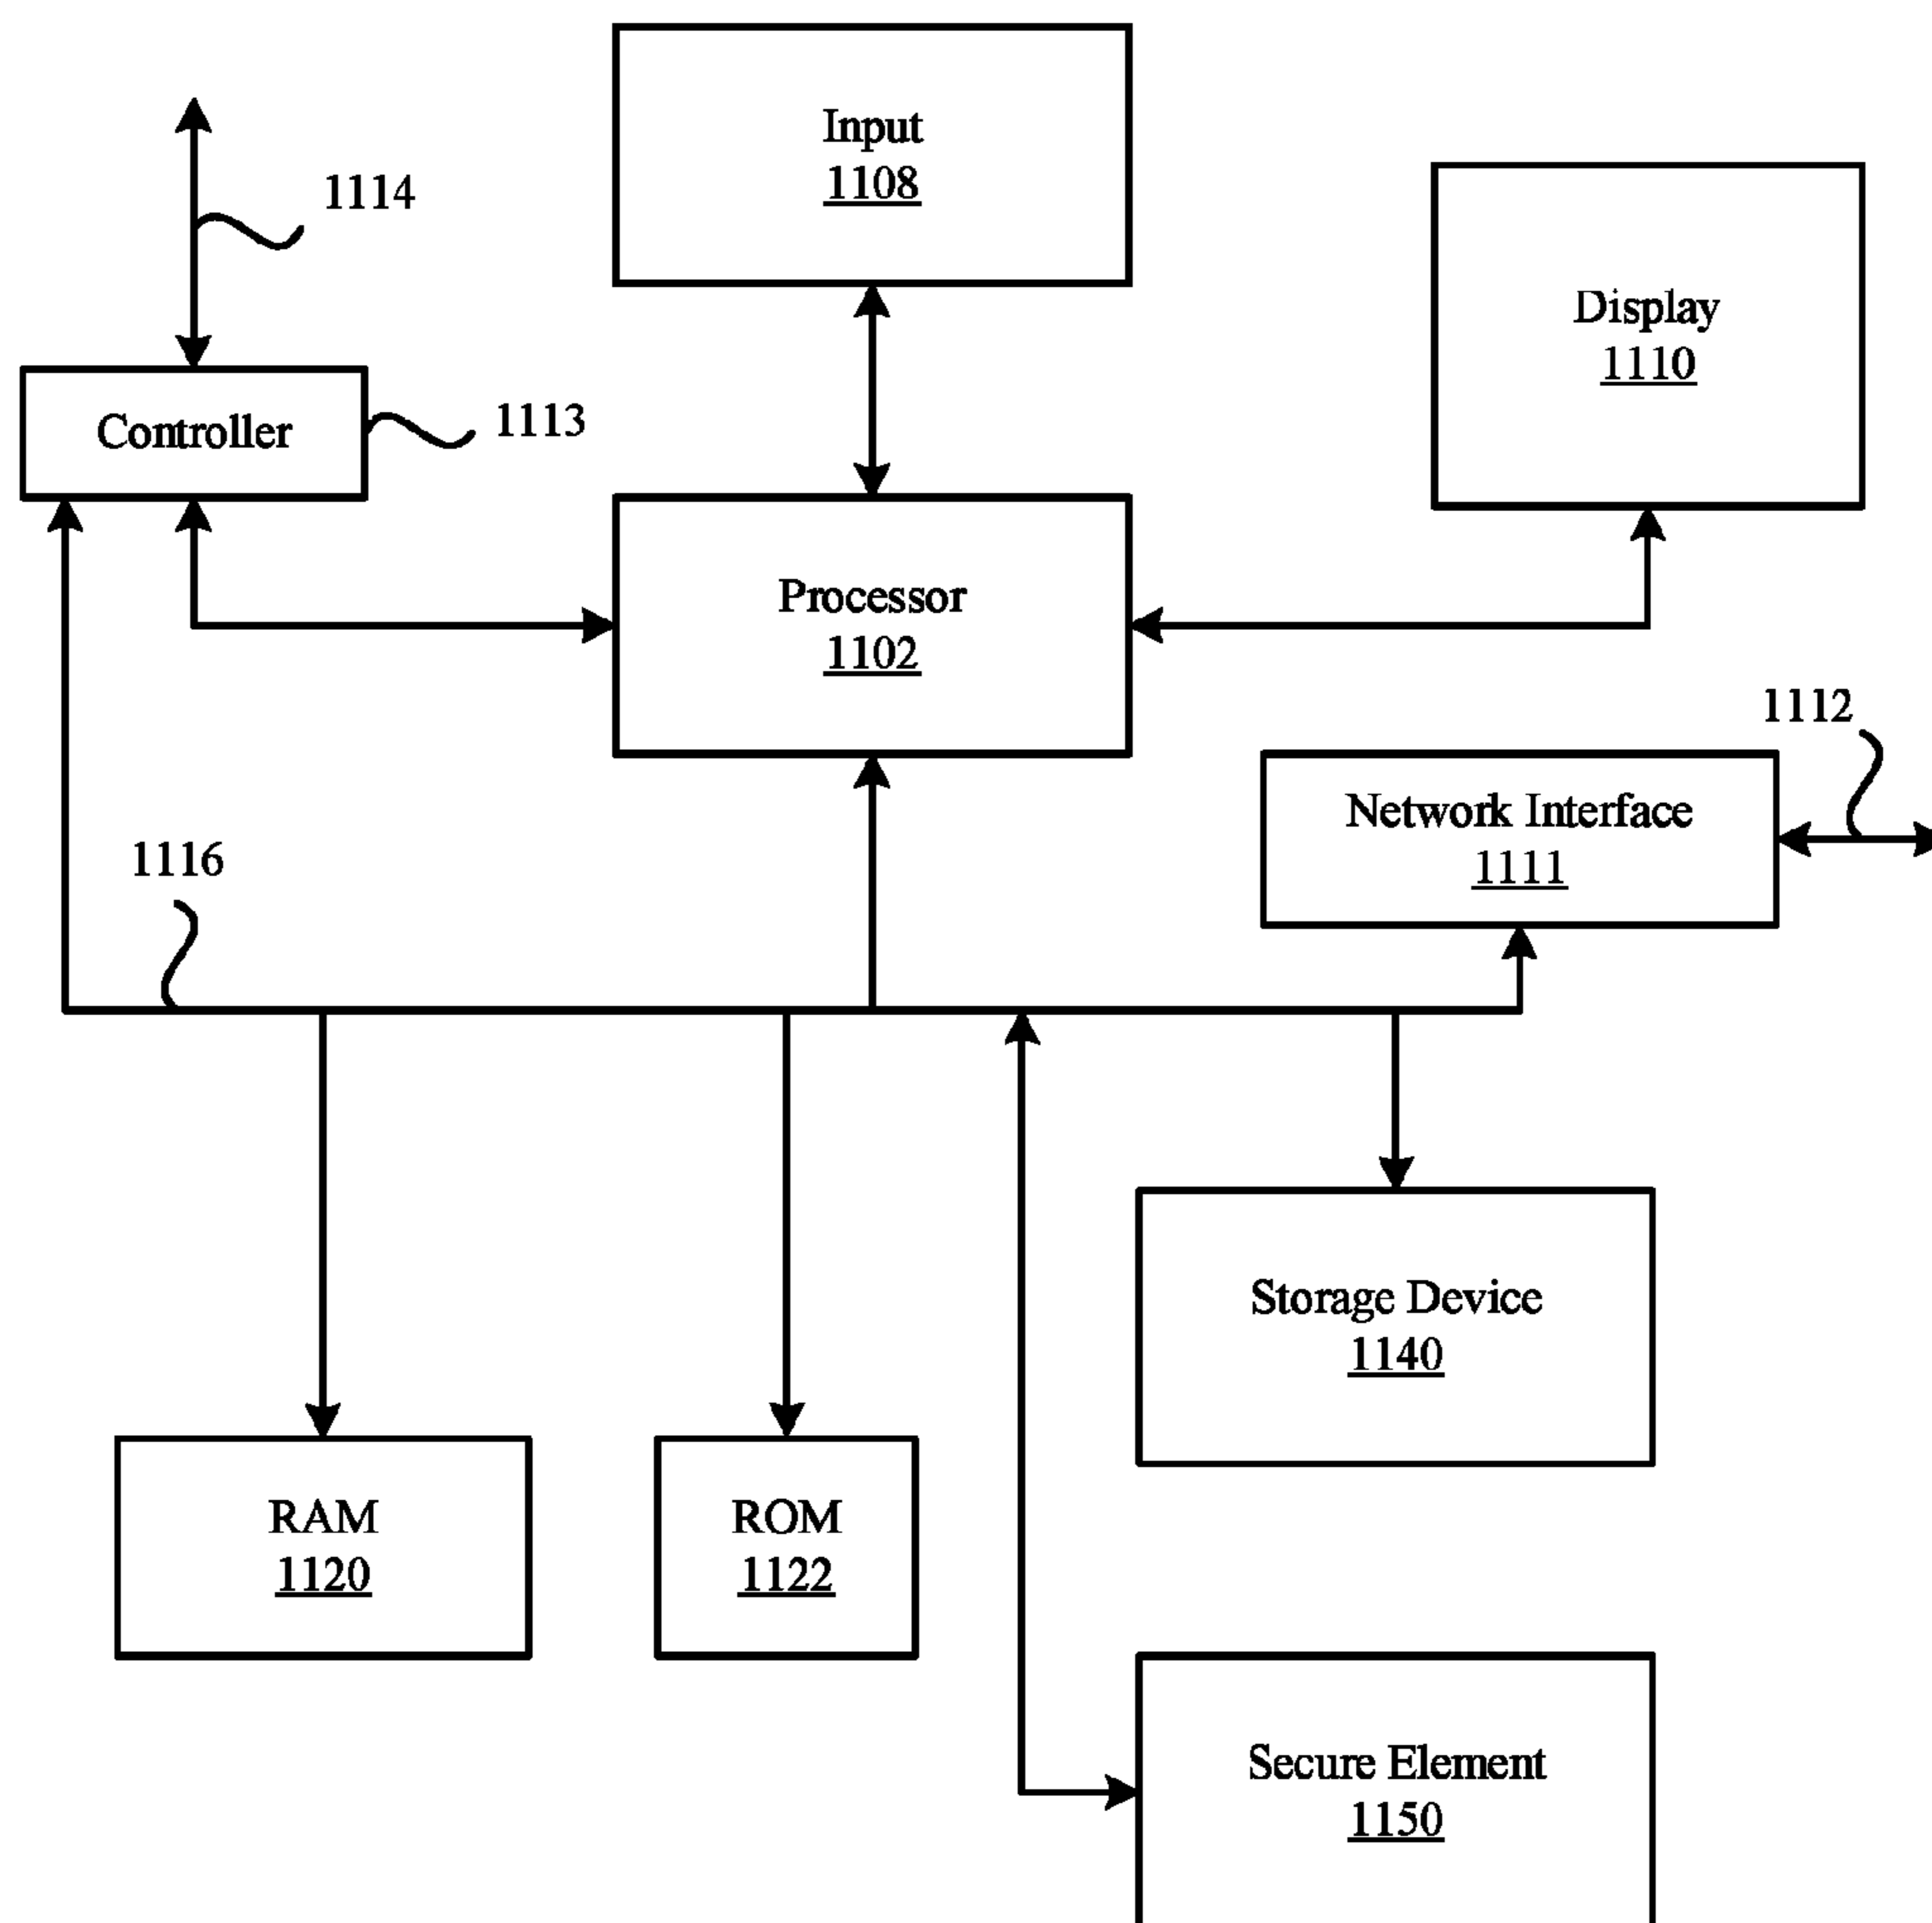 Input
1108
1114
Display
1110
Controller
1113
Processor
1102
1112
Network Interface
1111
1116
Storage Device
1140
RAM
1120
ROM
1122
Secure Element
1150